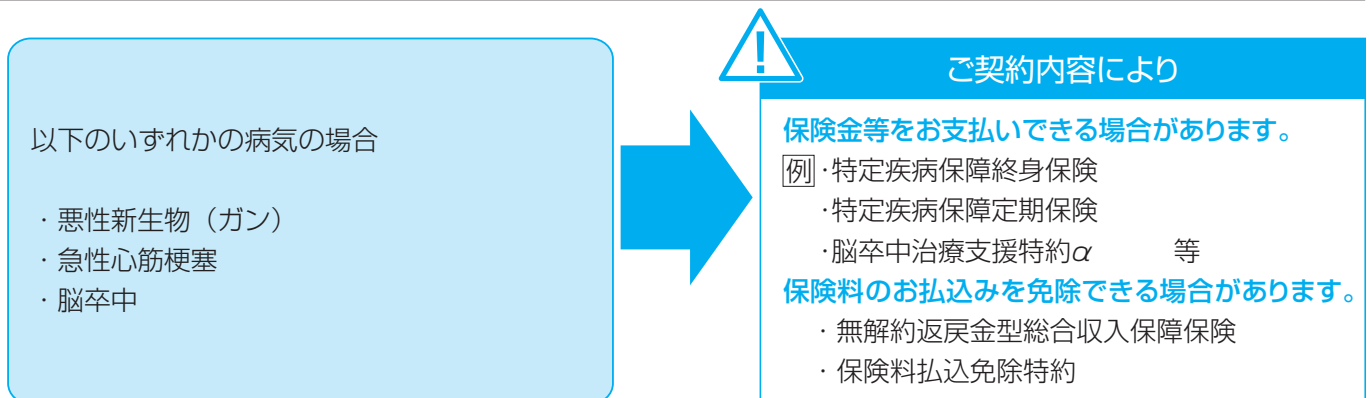 以下のいずれかの病気の場合
・悪性新生物（ガン）
・急性心筋梗塞
・脳卒中
!
ご契約内容により
保険金等をお支払いできる場合があります。
例・特定疾病保障終身保険
・特定疾病保障定期保険
・脳卒中治療支援特約α 等
保険料のお払込みを免除できる場合があります。
・無解約返戻金型総合収入保障保険
・保険料払込免除特約